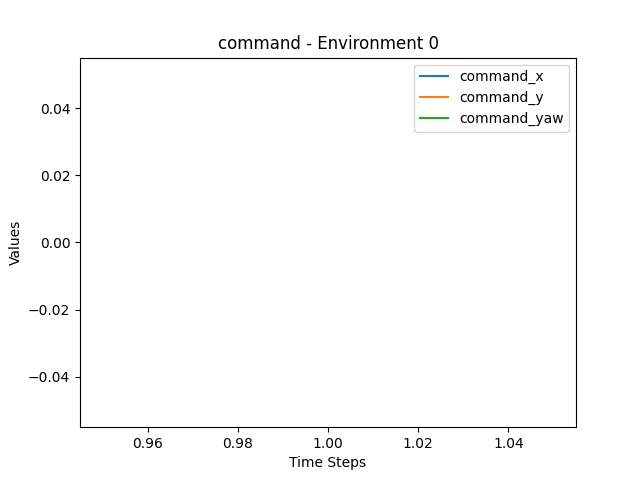 command - Environment 0
command_x
command_y
command_yaw
0.04
0.02
0.00
−0.02
−0.04
Values
0.96 0.98 1.00 1.02 1.04
Time Steps